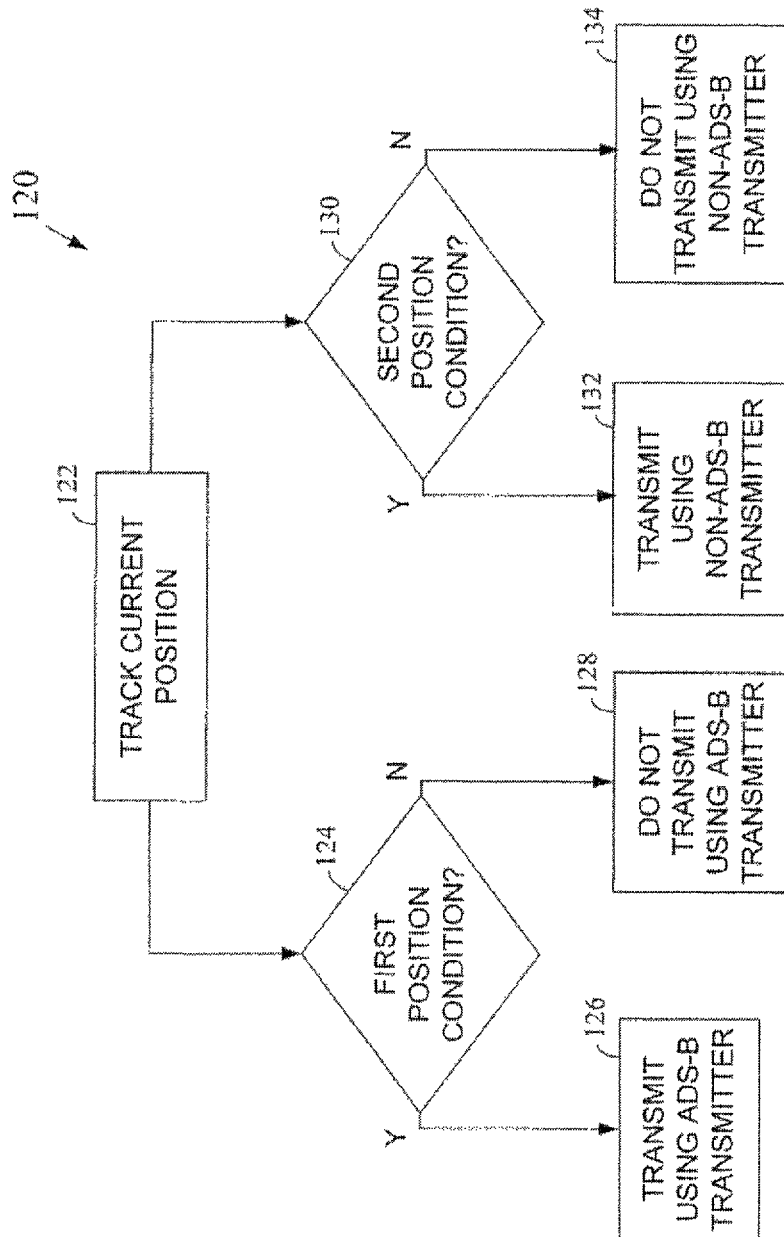 120
122
TRACK CURRENT
POSITION
124
FIRST
POSITION
CONDITION?
Y
N
130
SECOND
POSITION
CONDITION?
Y
N
126
TRANSMIT
USING ADS-B
TRANSMITTER
128
DO NOT
TRANSMIT
USING ADS-B
TRANSMITTER
132
TRANSMIT
USING
NON-ADS-B
TRANSMITTER
134
DO NOT
TRANSMIT USING
NON-ADS-B
TRANSMITTER